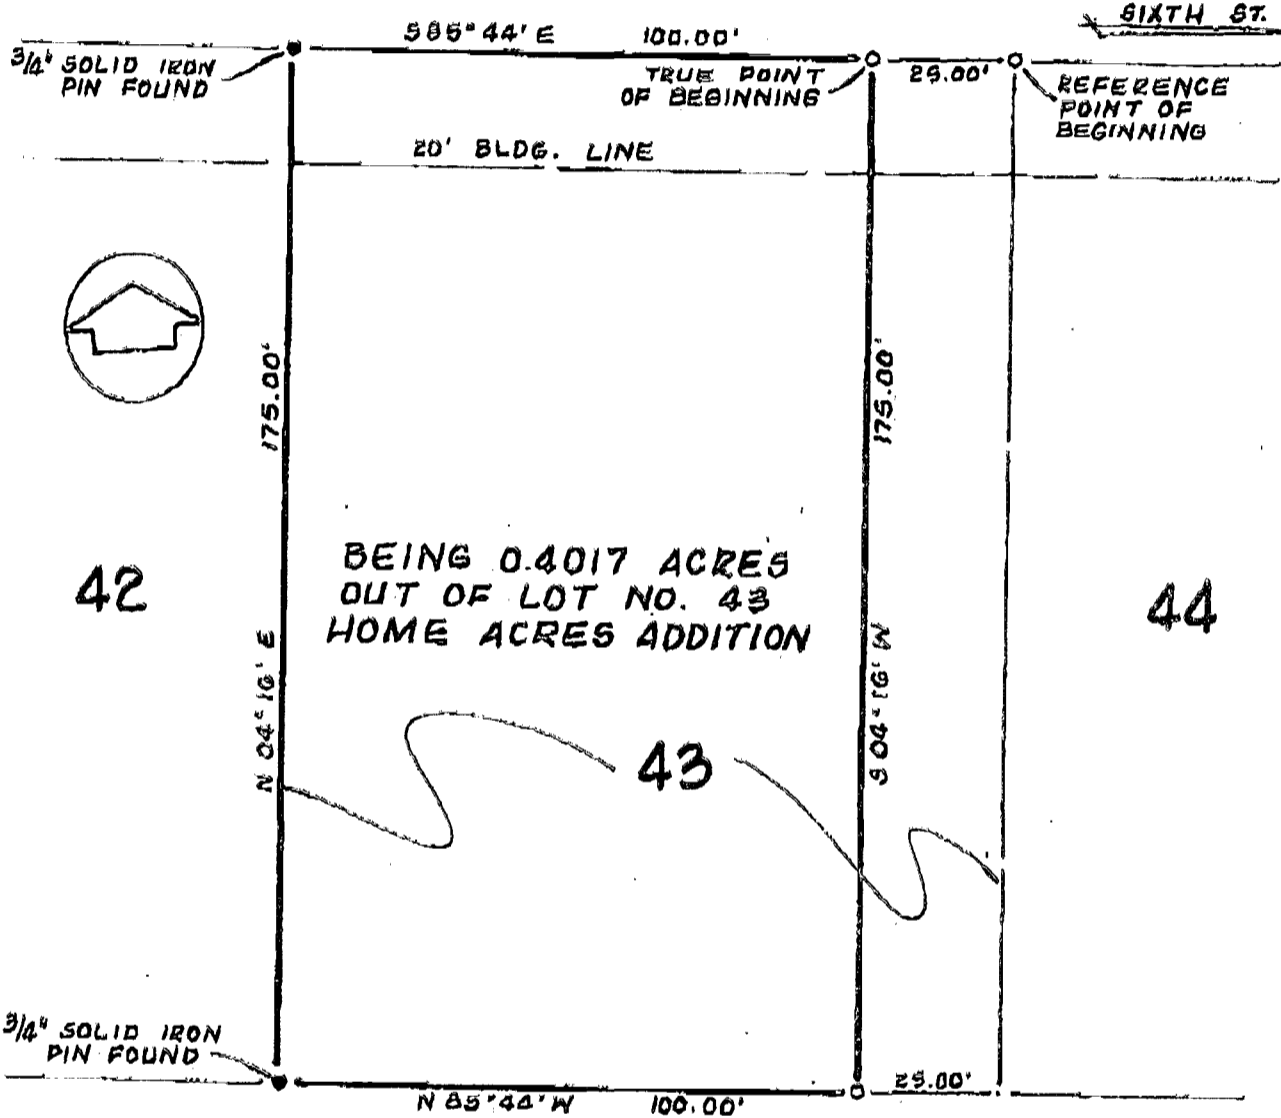 SIXTH ST.
S85°44'E 100.00'
3/4" SOLID IRON
PIN FOUND
TRUE POINT
OF BEGINNING
25.00'
REFERENCE
POINT OF
BEGINNING
20' BLDG. LINE
175.00'
175.00'
BEING 0.4017 ACRES
OUT OF LOT NO. 43
HOME ACRES ADDITION
42
44
N 04°16' E
S 04°16' W
43
3/4" SOLID IRON
PIN FOUND
25.00'
N 85°44'W 100.00'